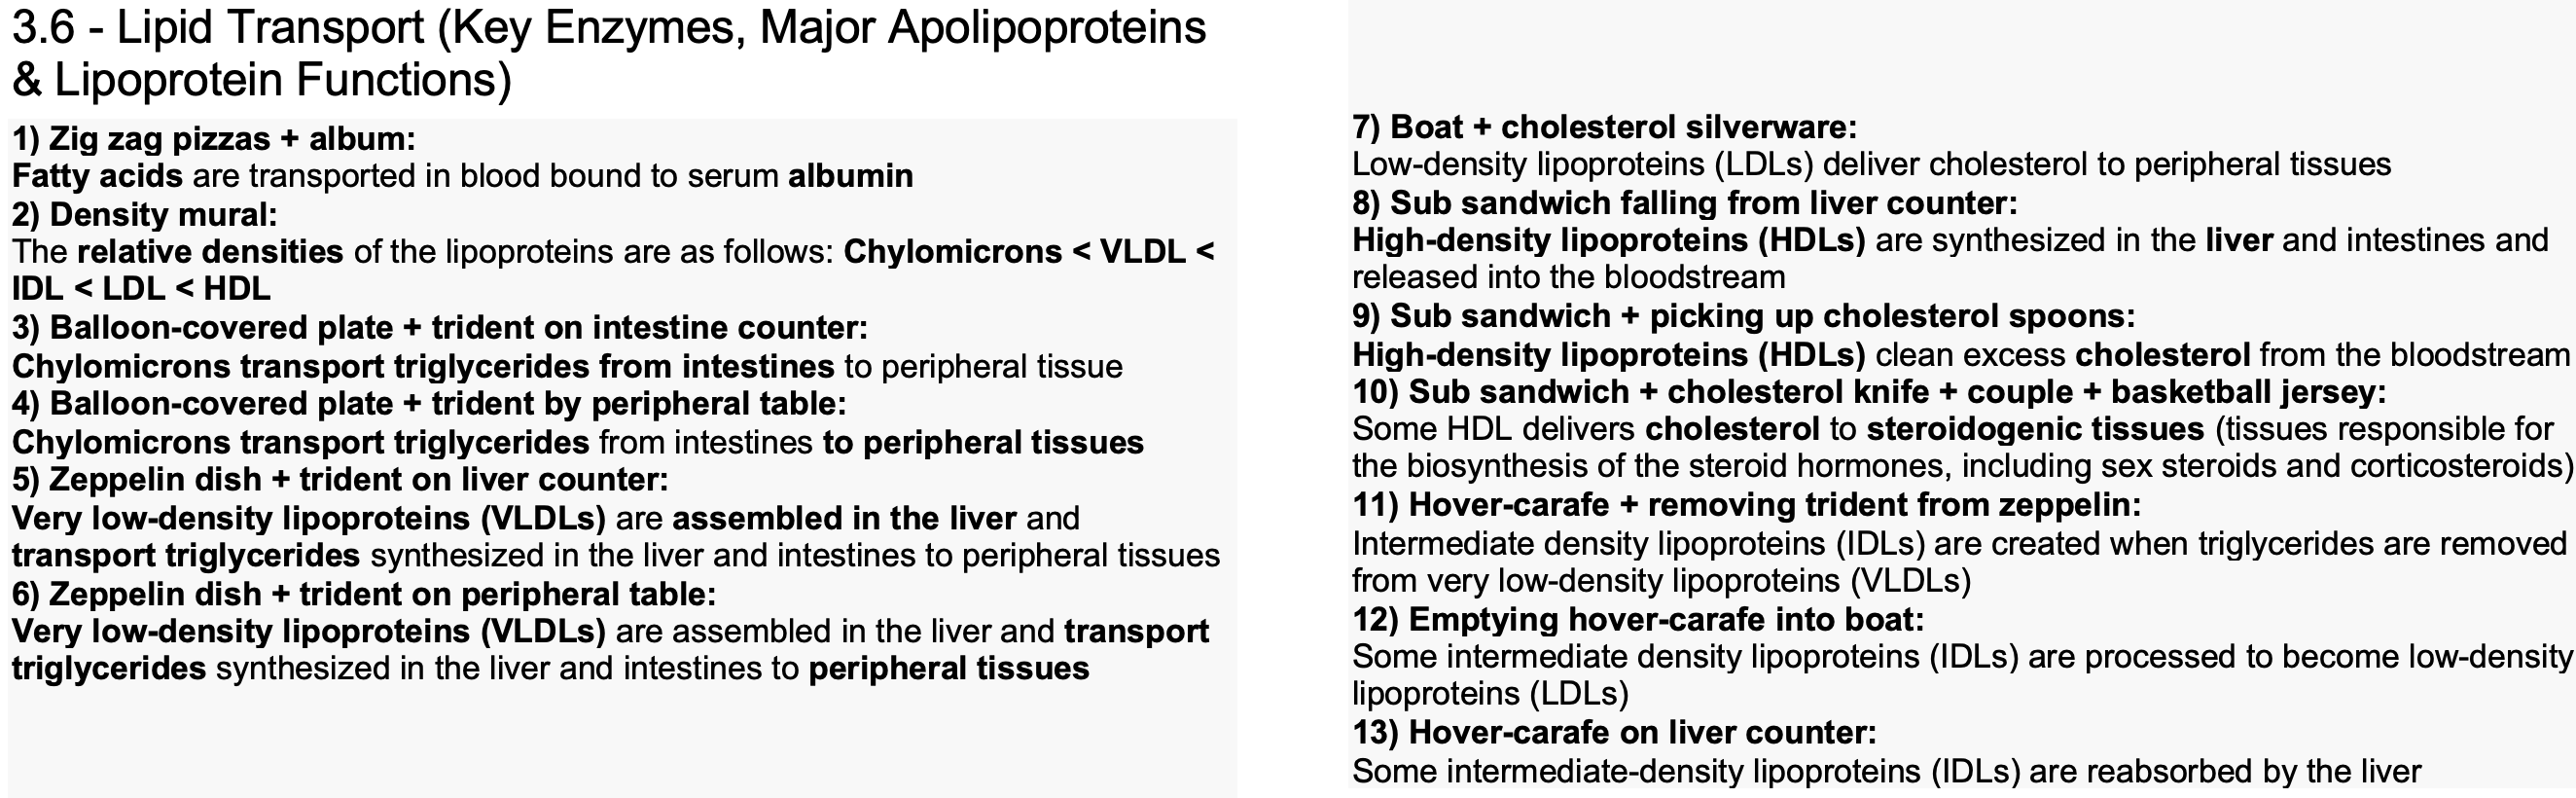 3.6 - Lipid Transport (Key Enzymes, Major Apolipoproteins
& Lipoprotein Functions)
1) Zig zag pizzas + album:
Fatty acids are transported in blood bound to serum albumin
2) Density mural:
The relative densities of the lipoproteins are as follows: Chylomicrons < VLDL <
IDL < LDL < HDL
3) Balloon-covered plate + trident on intestine counter:
Chylomicrons transport triglycerides from intestines to peripheral tissue
4) Balloon-covered plate + trident by peripheral table:
Chylomicrons transport triglycerides from intestines to peripheral tissues
5) Zeppelin dish + trident on liver counter:
Very low-density lipoproteins (VLDLs) are assembled in the liver and
transport triglycerides synthesized in the liver and intestines to peripheral tissues
6) Zeppelin dish + trident on peripheral table:
Very low-density lipoproteins (VLDLs) are assembled in the liver and transport
triglycerides synthesized in the liver and intestines to peripheral tissues
7) Boat + cholesterol silverware:
Low-density lipoproteins (LDLs) deliver cholesterol to peripheral tissues
8) Sub sandwich falling from liver counter:
High-density lipoproteins (HDLs) are synthesized in the liver and intestines and
released into the bloodstream
9) Sub sandwich + picking up cholesterol spoons:
High-density lipoproteins (HDLs) clean excess cholesterol from the bloodstream
10) Sub sandwich + cholesterol knife + couple + basketball jersey:
Some HDL delivers cholesterol to steroidogenic tissues (tissues responsible for
the biosynthesis of the steroid hormones, including sex steroids and corticosteroids)
11) Hover-carafe + removing trident from zeppelin:
Intermediate density lipoproteins (IDLs) are created when triglycerides are removed
from very low-density lipoproteins (VLDLs)
12) Emptying hover-carafe into boat:
Some intermediate density lipoproteins (IDLs) are processed to become low-density
lipoproteins (LDLs)
13) Hover-carafe on liver counter:
Some intermediate-density lipoproteins (IDLs) are reabsorbed by the liver